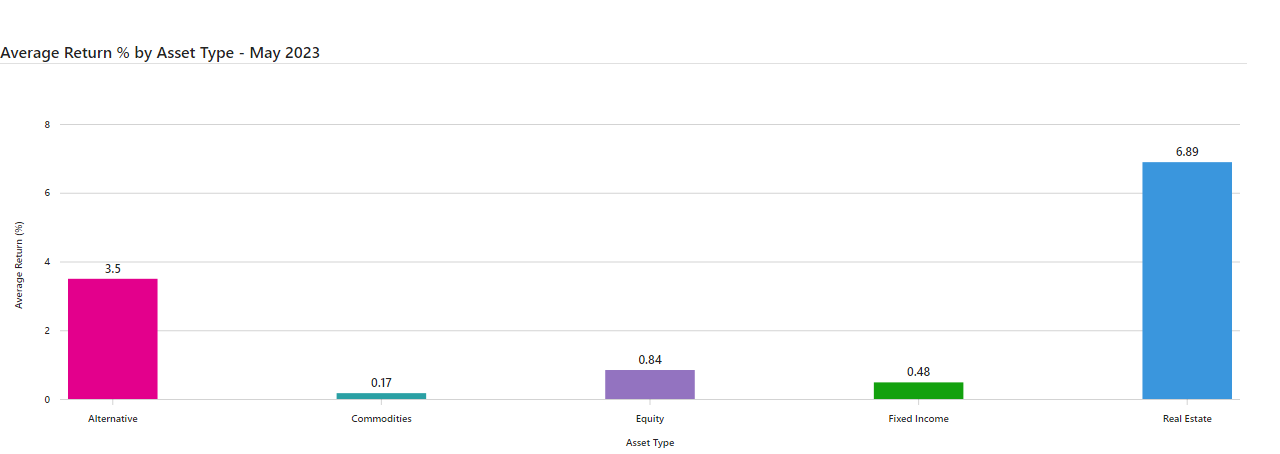 Average Return % by Asset Type - May 2023
8
6.89
6
Average Return (%)
4
3.5
2
0.84
0.48
0.17
0
Alternative
Commodities
Equity
Fixed Income
Real Estate
Asset Type